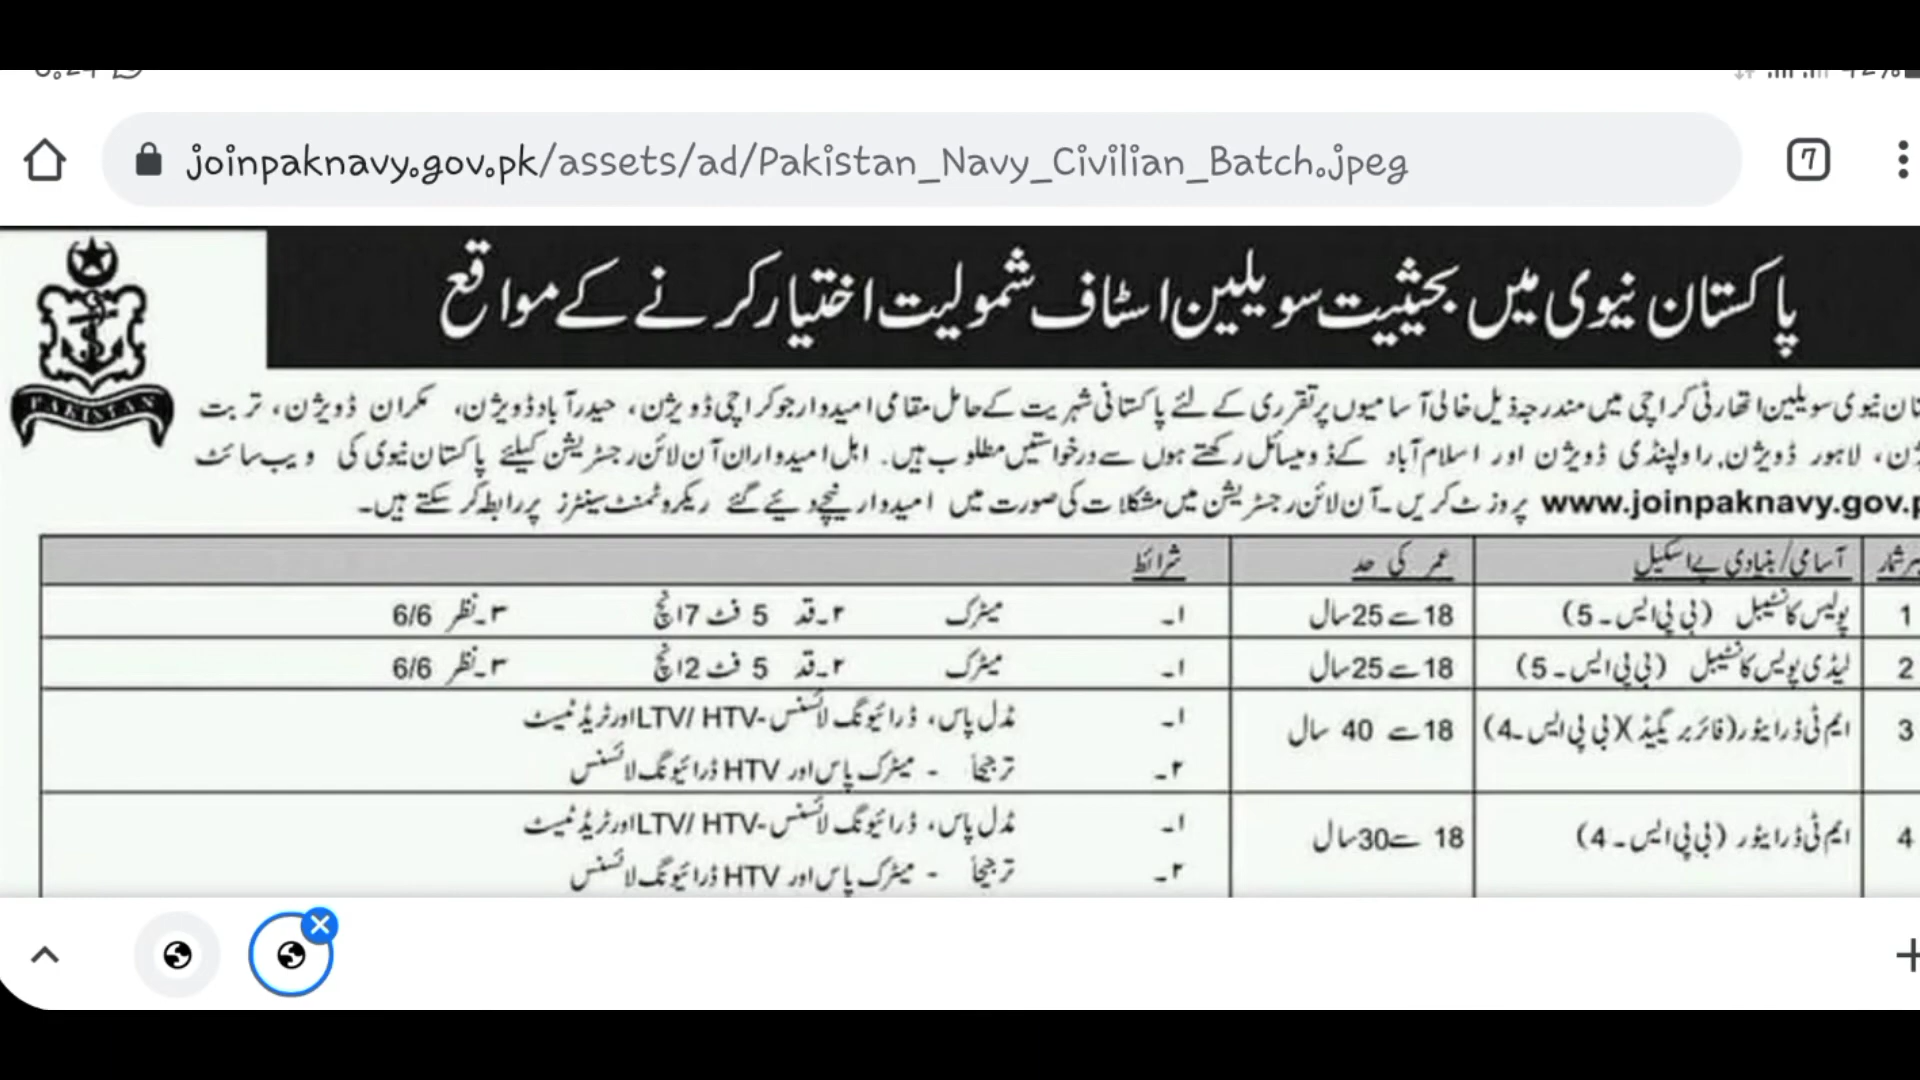 joinpaknavy.gov.pk/assets/ad/Pakistan_Navy_Civilian_Batch.jpeg
7
پاکستان نیوی میں بحیثیت سویلین اسٹاف شمولیت اختیار کرنے کے مواقع
PAKISTAN
نیوی سویلین اتھارٹی کراچی میں مندرجہ ذیل خالی آسامیوں پر تقرری کے لئے پاکستانی شہریت کے حامل مقامی امیدوار جو کراچی ڈویژن، حیدرآباد ڈویژن، مکران ڈویژن، تربت
لاہور ڈویژن، راولپنڈی ڈویژن اور اسلام آباد کے ڈومیسائل رکھتے ہوں سے درخواستیں مطلوب ہیں۔ اہل امیدواران آن لائن رجسٹریشن کیلئے پاکستان نیوی کی ویب سائٹ
www.joinpaknavy.gov.p پر وزٹ کریں۔ آن لائن رجسٹریشن میں مشکلات کی صورت میں امیدوار نیچے دیئے گئے ریکروٹمنٹ سینٹرز پر رابطہ کر سکتے ہیں۔
آسامی/بنیادی پے اسکیل عمر کی حد شرائط
1 پولیس کانسٹیبل (بی پی ایس۔5) 18 سے 25 سال ۱۔ میٹرک ۲۔قد 5 فٹ 7 انچ ۳۔نظر 6/6
2 لیڈی پولیس کانسٹیبل (بی پی ایس۔5) 18 سے 25 سال ۱۔ میٹرک ۲۔قد 5 فٹ 2 انچ ۳۔نظر 6/6
3 ایم ٹی ڈرائیور (فائر بریگیڈ)(بی پی ایس۔4) 18 سے 40 سال ۱۔ مڈل پاس، ڈرائیونگ لائسنس-LTV/ HTV اور ٹریڈ ٹیسٹ
۲۔ ترجیحاً - میٹرک پاس اور HTV ڈرائیونگ لائسنس
4 ایم ٹی ڈرائیور (بی پی ایس۔4) 18 سے 30 سال ۱۔ مڈل پاس، ڈرائیونگ لائسنس-LTV/ HTV اور ٹریڈ ٹیسٹ
۲۔ ترجیحاً - میٹرک پاس اور HTV ڈرائیونگ لائسنس